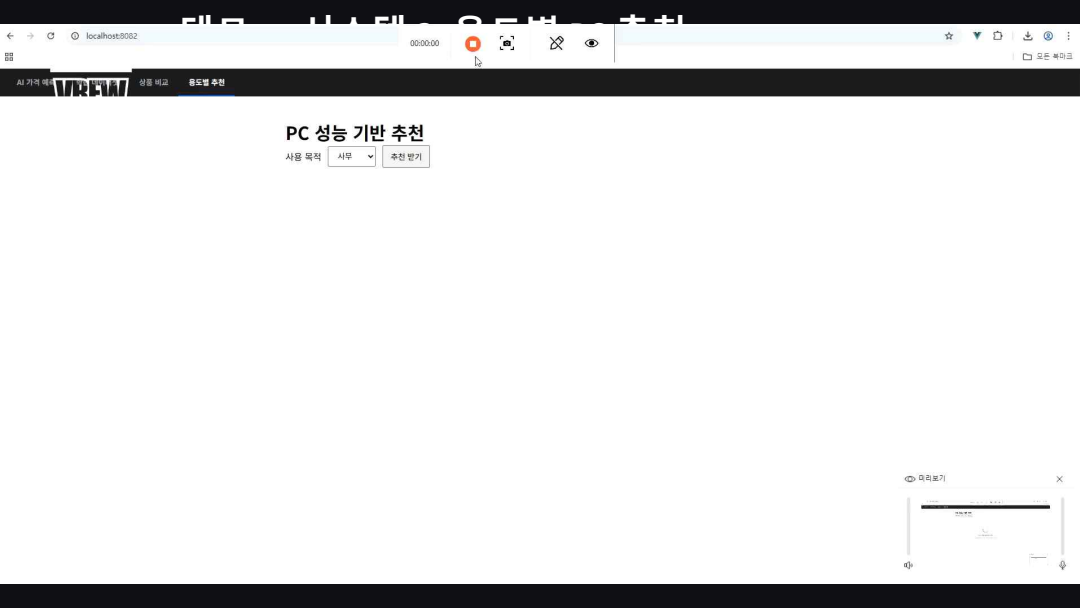 localhost:8082
00:00:00
모든 북마크
AI 가격 예
VREW
상품 비교
용도별 추천
PC 성능 기반 추천
사용 목적
사무
추천 받기
미리보기